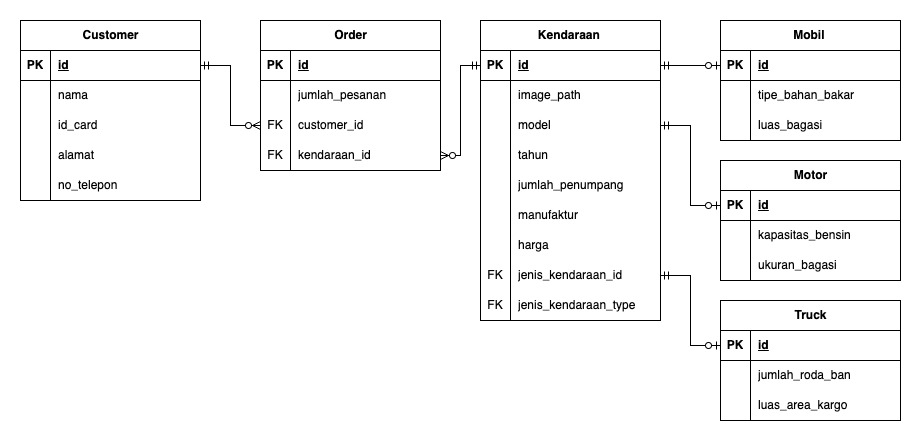 Customer
PK id
nama
id_card
alamat
no_telepon
Order
PK id
jumlah_pesanan
FK customer_id
FK kendaraan_id
Kendaraan
PK id
image_path
model
tahun
jumlah_penumpang
manufaktur
harga
FK jenis_kendaraan_id
FK jenis_kendaraan_type
Mobil
PK id
tipe_bahan_bakar
luas_bagasi
Motor
PK id
kapasitas_bensin
ukuran_bagasi
Truck
PK id
jumlah_roda_ban
luas_area_kargo